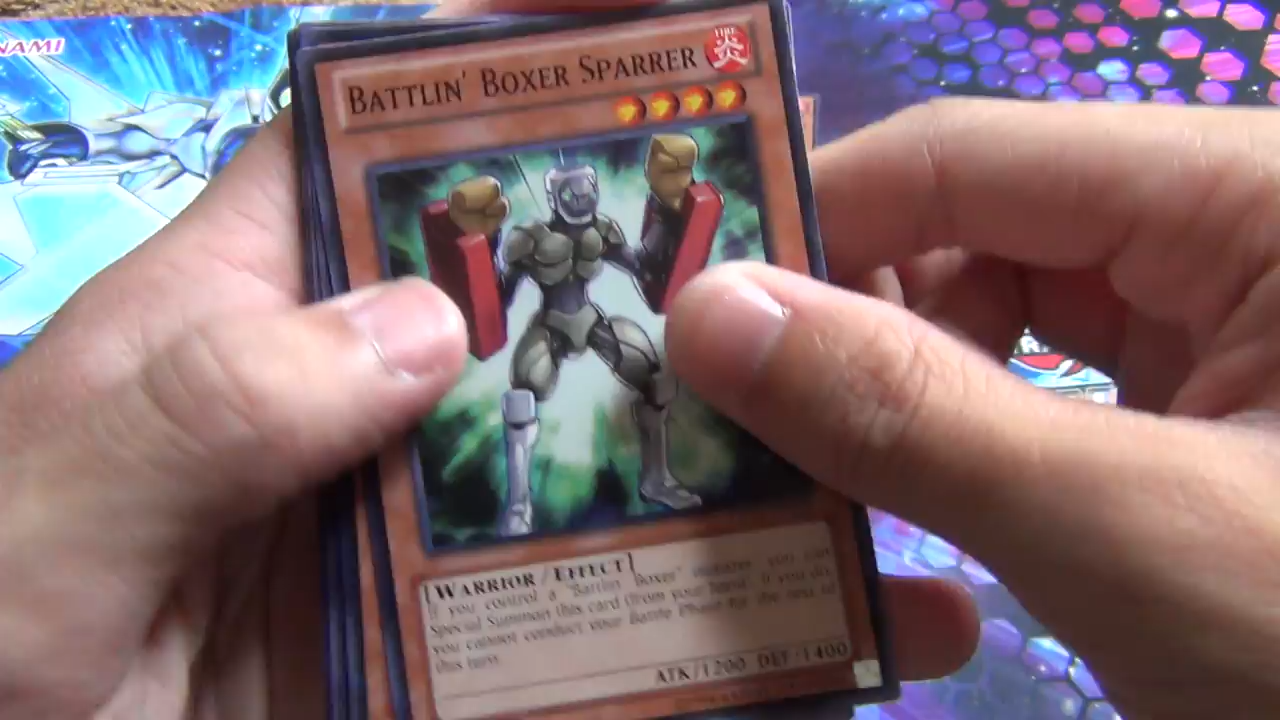 NAMI
BATTLIN' BOXER SPARRER
FIRE
炎
[WARRIOR/EFFECT]
If you control a "Battlin' Boxer" monster, you can
Special Summon this card (from your hand). If you do,
you cannot conduct your Battle Phase for the rest of
this turn.
ATK/1200 DEF/1400